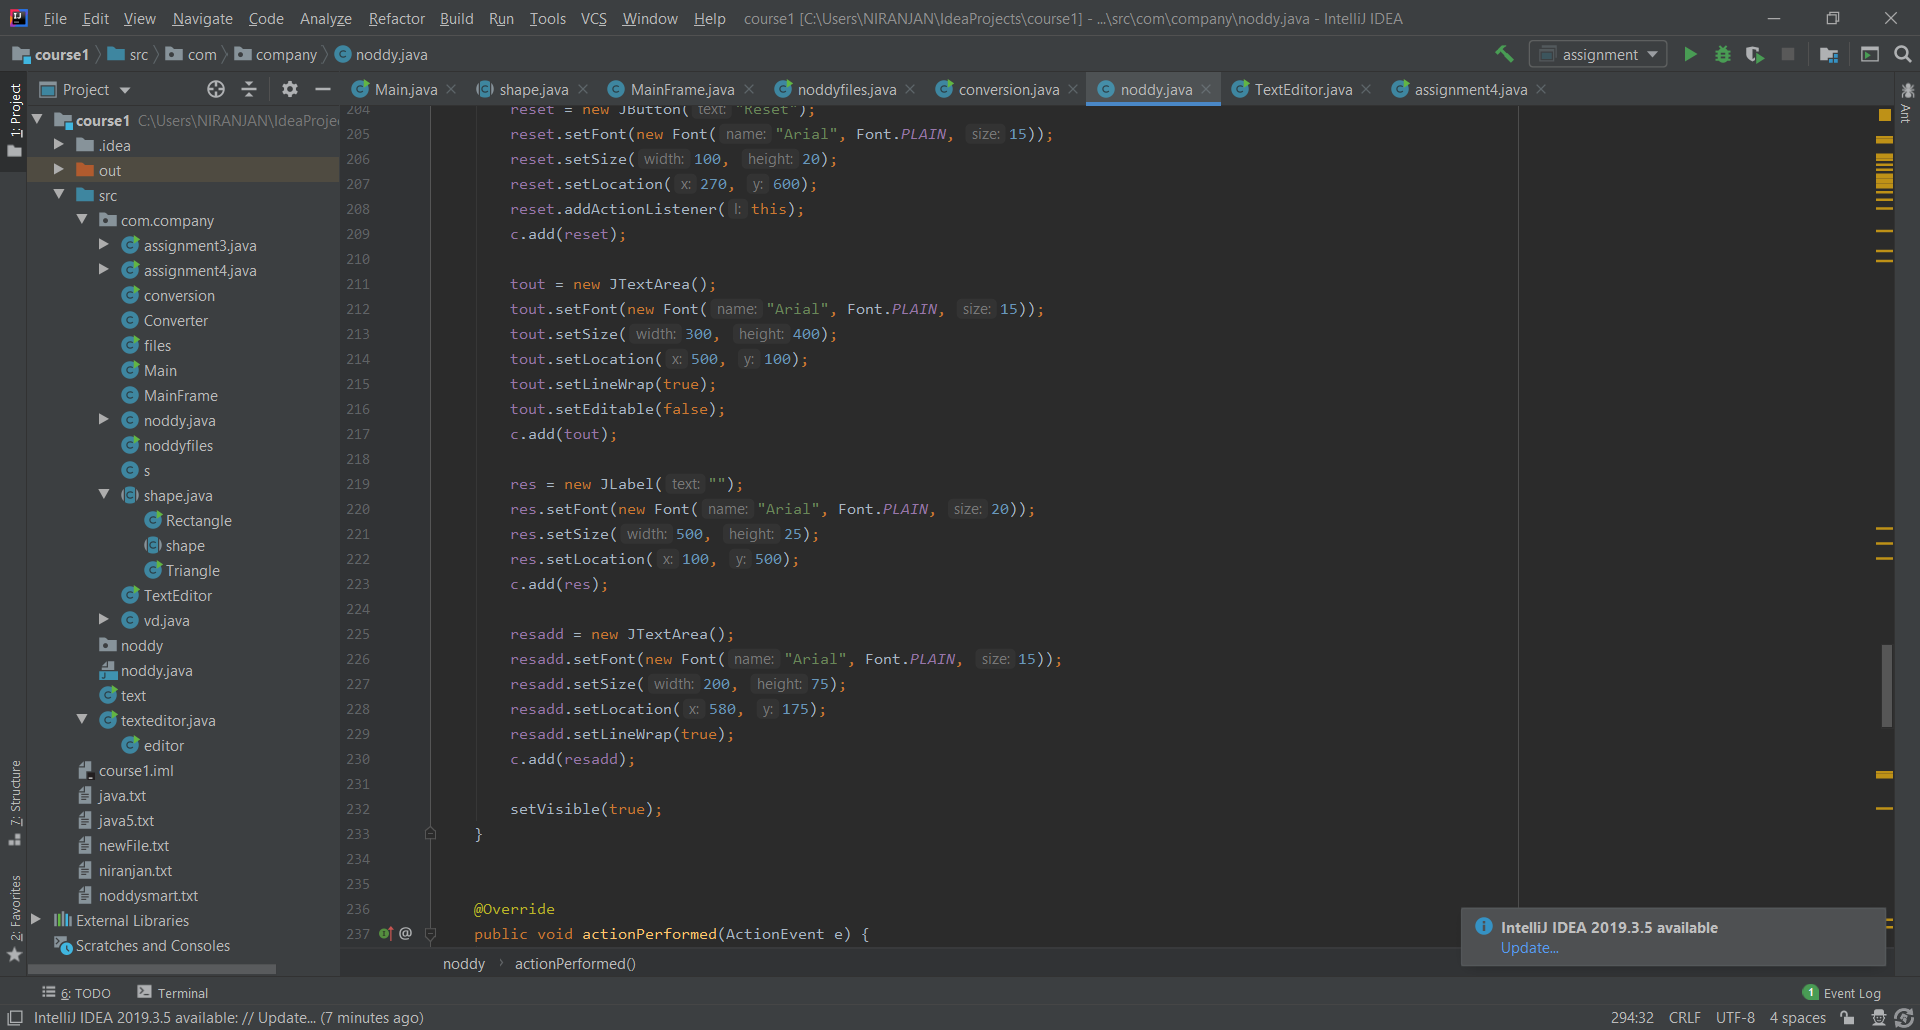 File Edit View Navigate Code Analyze Refactor Build Run Tools VCS Window Help course1 [C:\Users\NIRANJAN\IdeaProjects\course1] - ...\src\com\company\noddy.java - IntelliJ IDEA
course1 src com company noddy.java assignment
Project Main.java shape.java MainFrame.java noddyfiles.java conversion.java noddy.java TextEditor.java assignment4.java
1: Project
Ant
course1 C:\Users\NIRANJAN\IdeaProje
.idea
out
src
com.company
assignment3.java
assignment4.java
conversion
Converter
files
Main
MainFrame
noddy.java
noddyfiles
s
shape.java
Rectangle
shape
Triangle
TextEditor
vd.java
noddy
noddy.java
text
texteditor.java
editor
course1.iml
java.txt
java5.txt
newFile.txt
niranjan.txt
noddysmart.txt
External Libraries
Scratches and Consoles
7: Structure
2: Favorites
204 reset = new JButton( text: "Reset");
205 reset.setFont(new Font( name: "Arial", Font.PLAIN, size: 15));
206 reset.setSize( width: 100, height: 20);
207 reset.setLocation( x: 270, y: 600);
208 reset.addActionListener( l: this);
209 c.add(reset);
210
211 tout = new JTextArea();
212 tout.setFont(new Font( name: "Arial", Font.PLAIN, size: 15));
213 tout.setSize( width: 300, height: 400);
214 tout.setLocation( x: 500, y: 100);
215 tout.setLineWrap(true);
216 tout.setEditable(false);
217 c.add(tout);
218
219 res = new JLabel( text: "");
220 res.setFont(new Font( name: "Arial", Font.PLAIN, size: 20));
221 res.setSize( width: 500, height: 25);
222 res.setLocation( x: 100, y: 500);
223 c.add(res);
224
225 resadd = new JTextArea();
226 resadd.setFont(new Font( name: "Arial", Font.PLAIN, size: 15));
227 resadd.setSize( width: 200, height: 75);
228 resadd.setLocation( x: 580, y: 175);
229 resadd.setLineWrap(true);
230 c.add(resadd);
231
232 setVisible(true);
233 }
234
235
236 @Override
237 @ public void actionPerformed(ActionEvent e) {
noddy actionPerformed()
IntelliJ IDEA 2019.3.5 available
Update...
6: TODO Terminal 1 Event Log
IntelliJ IDEA 2019.3.5 available: // Update... (7 minutes ago) 294:32 CRLF UTF-8 4 spaces